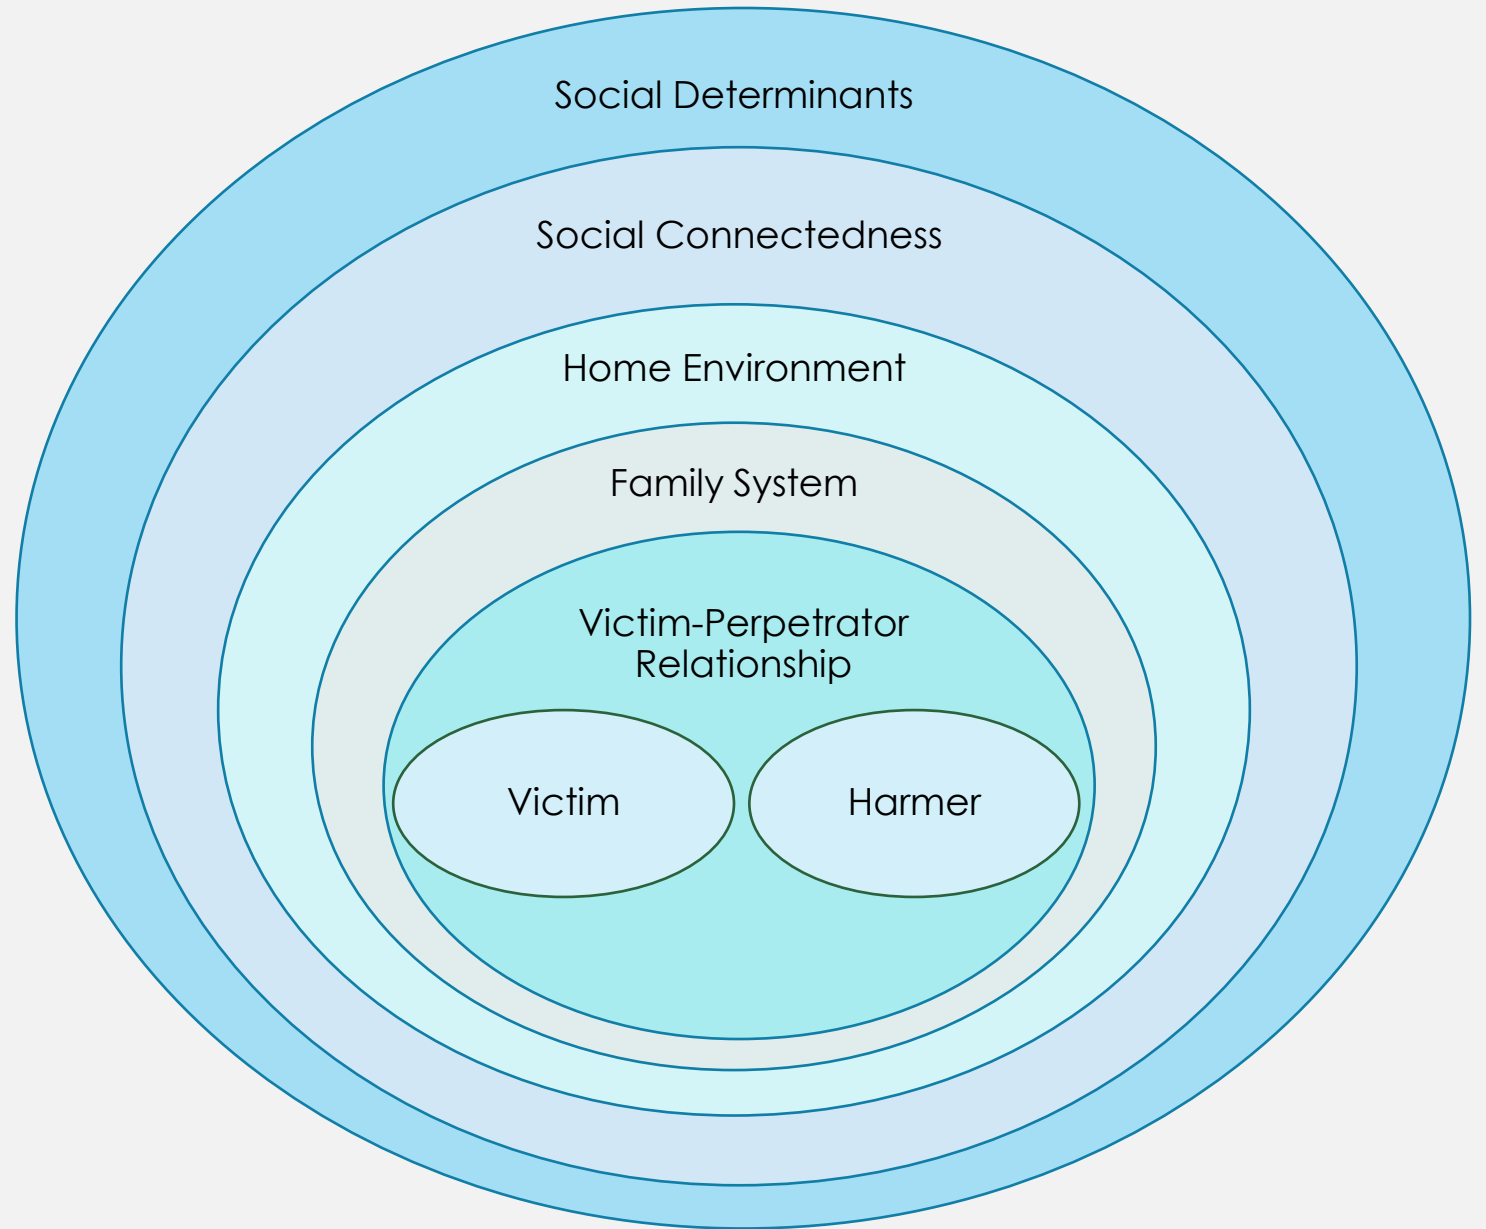 Social Determinants
Social Connectedness
Home Environment
Family System
Victim-Perpetrator
Relationship
Victim
Harmer